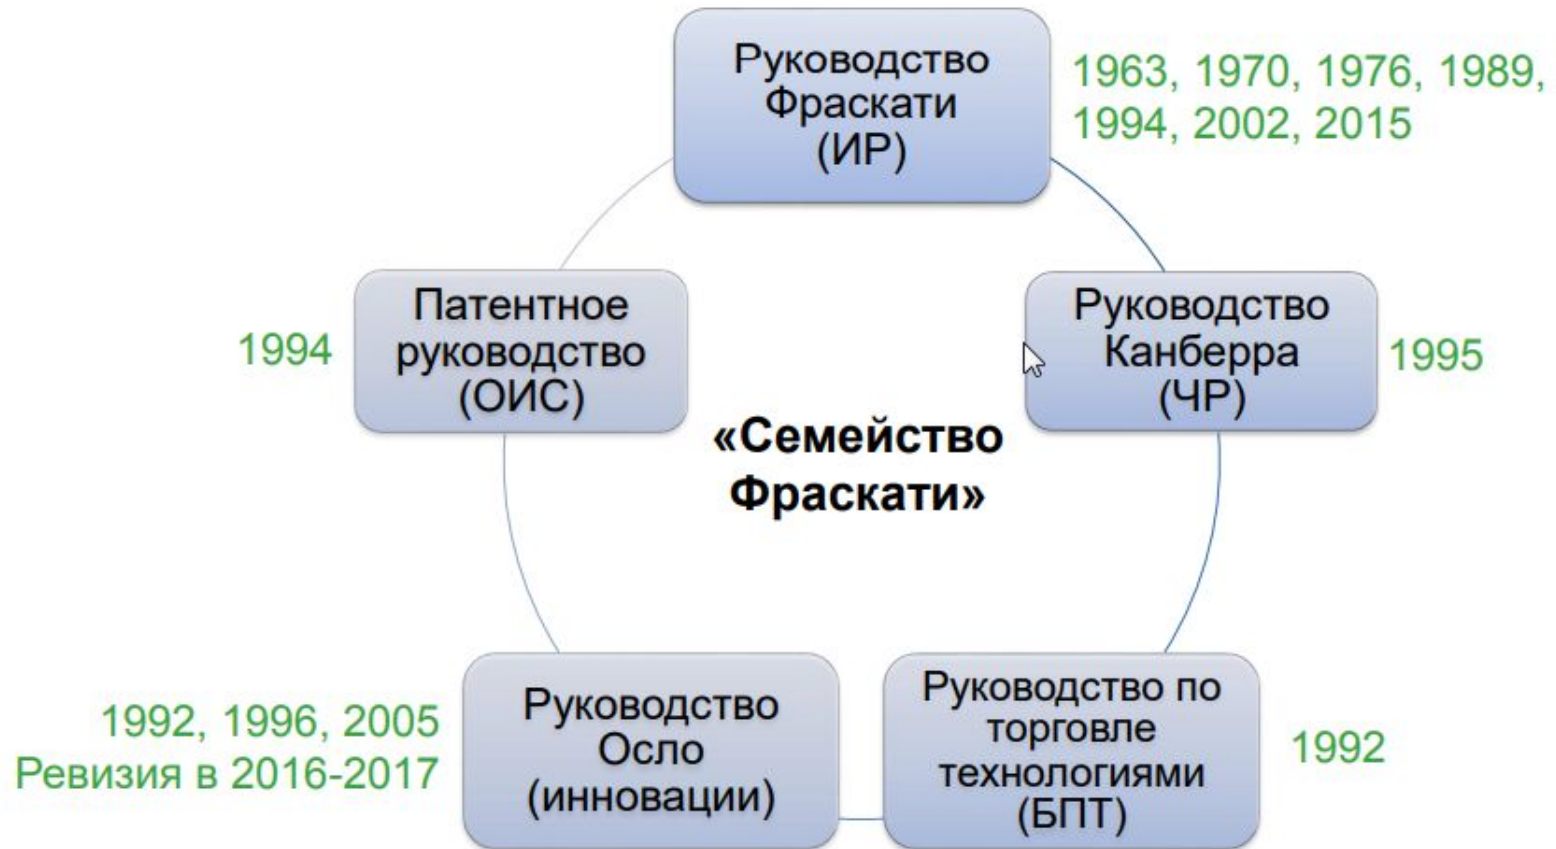 Руководство
Фраскати
(ИР)
1963, 1970, 1976, 1989,
1994, 2002, 2015
Патентное
руководство
(ОИС)
1994
Руководство
Канберра
(ЧР)
1995
«Семейство
Фраскати»
1992, 1996, 2005
Ревизия в 2016-2017
Руководство
Осло
(инновации)
Руководство по
торговле
технологиями
(БПТ)
1992